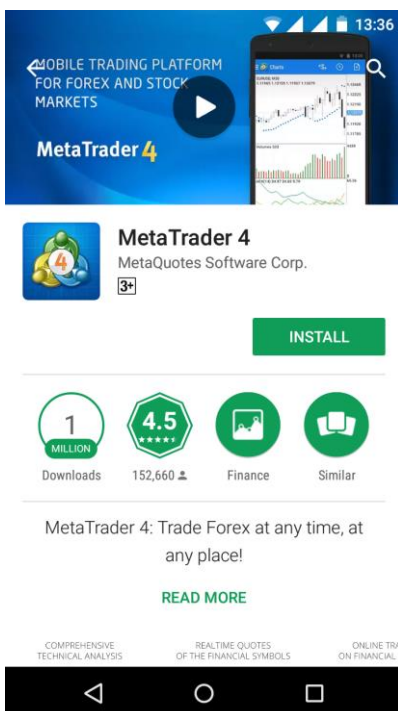 13:36
MOBILE TRADING PLATFORM
FOR FOREX AND STOCK
MARKETS
MetaTrader 4
Charts
MetaTrader 4
MetaQuotes Software Corp.
3+
INSTALL
1
MILLION
Downloads
4.5
152,660
Finance
Similar
MetaTrader 4: Trade Forex at any time, at
any place!
READ MORE
COMPREHENSIVE
TECHNICAL ANALYSIS
REALTIME QUOTES
OF THE FINANCIAL SYMBOLS
ONLINE TRA
ON FINANCIAL